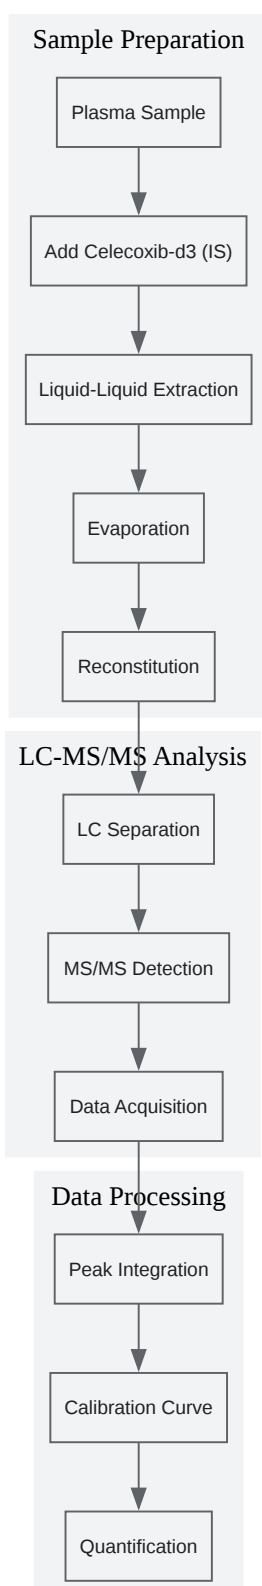 Sample Preparation
Plasma Sample
Add Celecoxib-d3 (IS)
Liquid-Liquid Extraction
Evaporation
Reconstitution
LC-MS/MS Analysis
LC Separation
MS/MS Detection
Data Acquisition
Data Processing
Peak Integration
Calibration Curve
Quantification